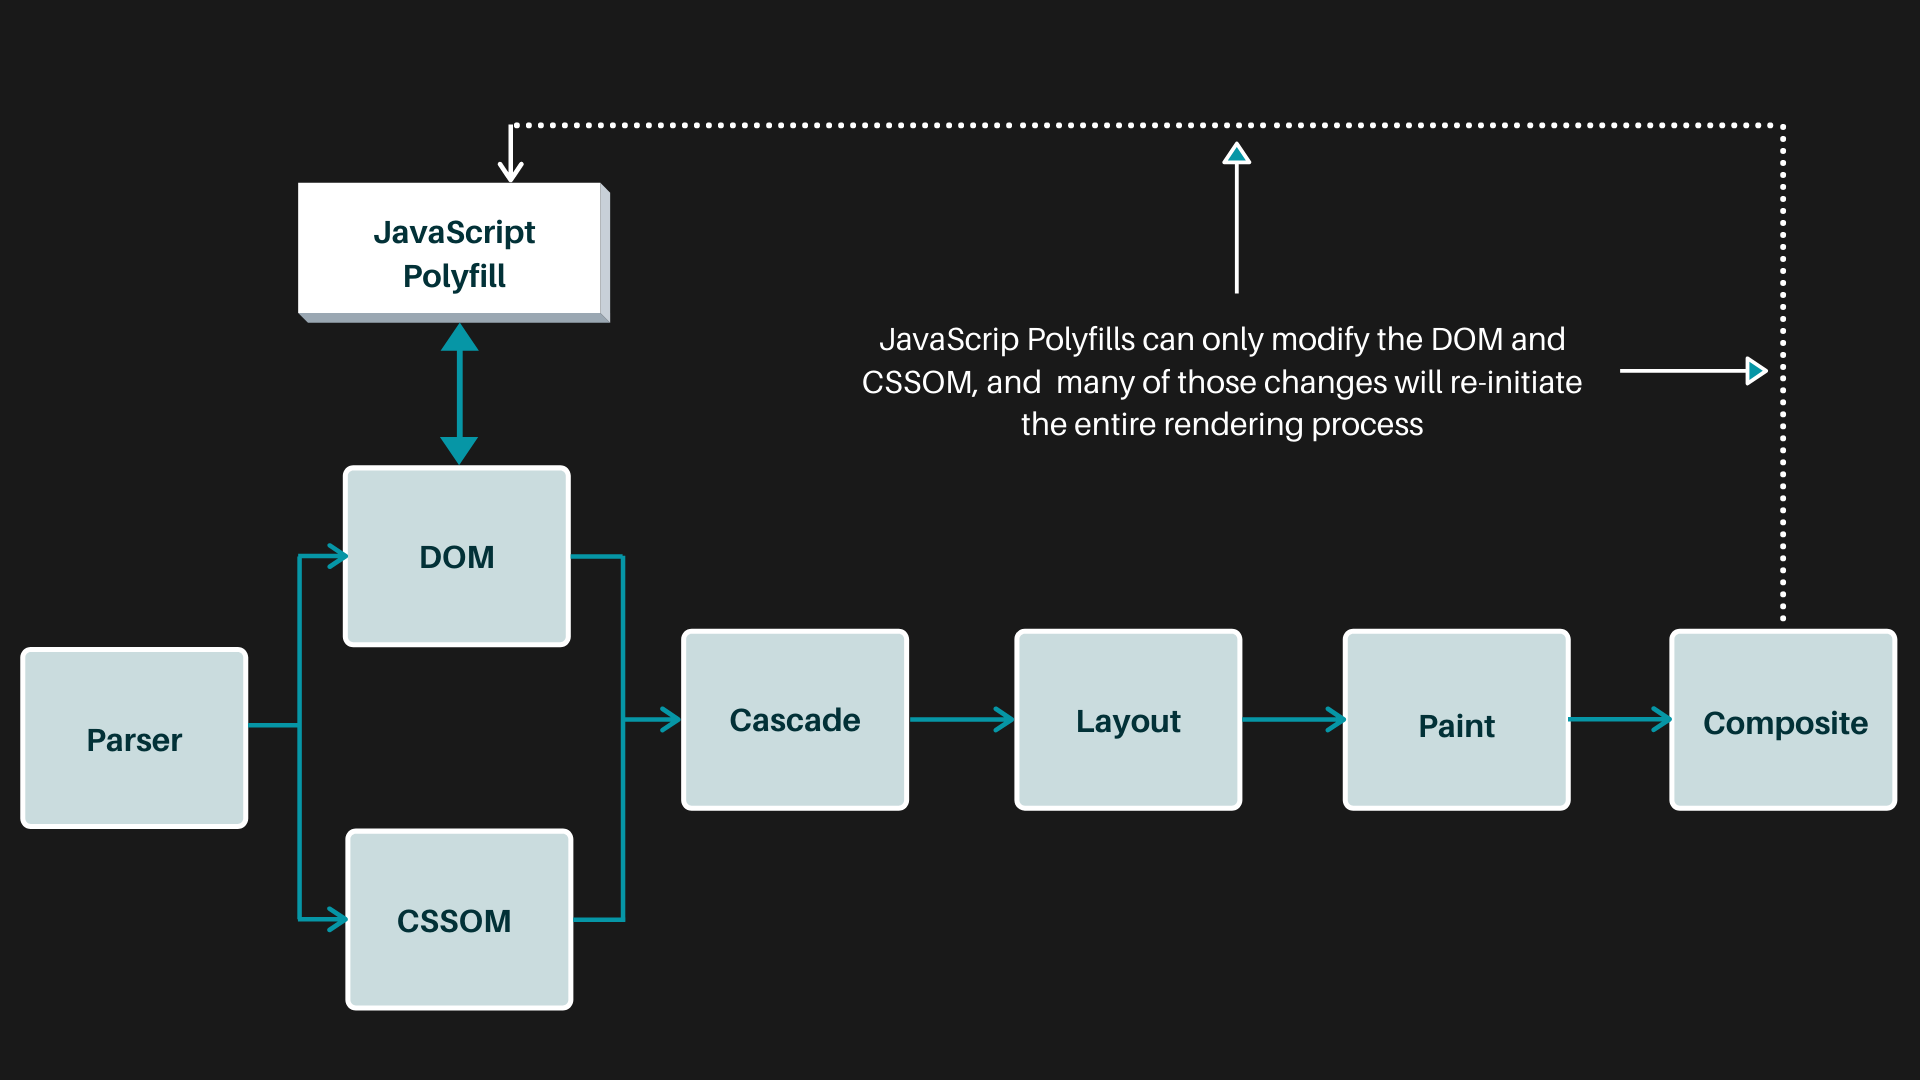 JavaScript
Polyfill
JavaScrip Polyfills can only modify the DOM and
CSSOM, and  many of those changes will re-initiate
the entire rendering process
DOM
Parser
Cascade
Layout
Paint
Composite
CSSOM